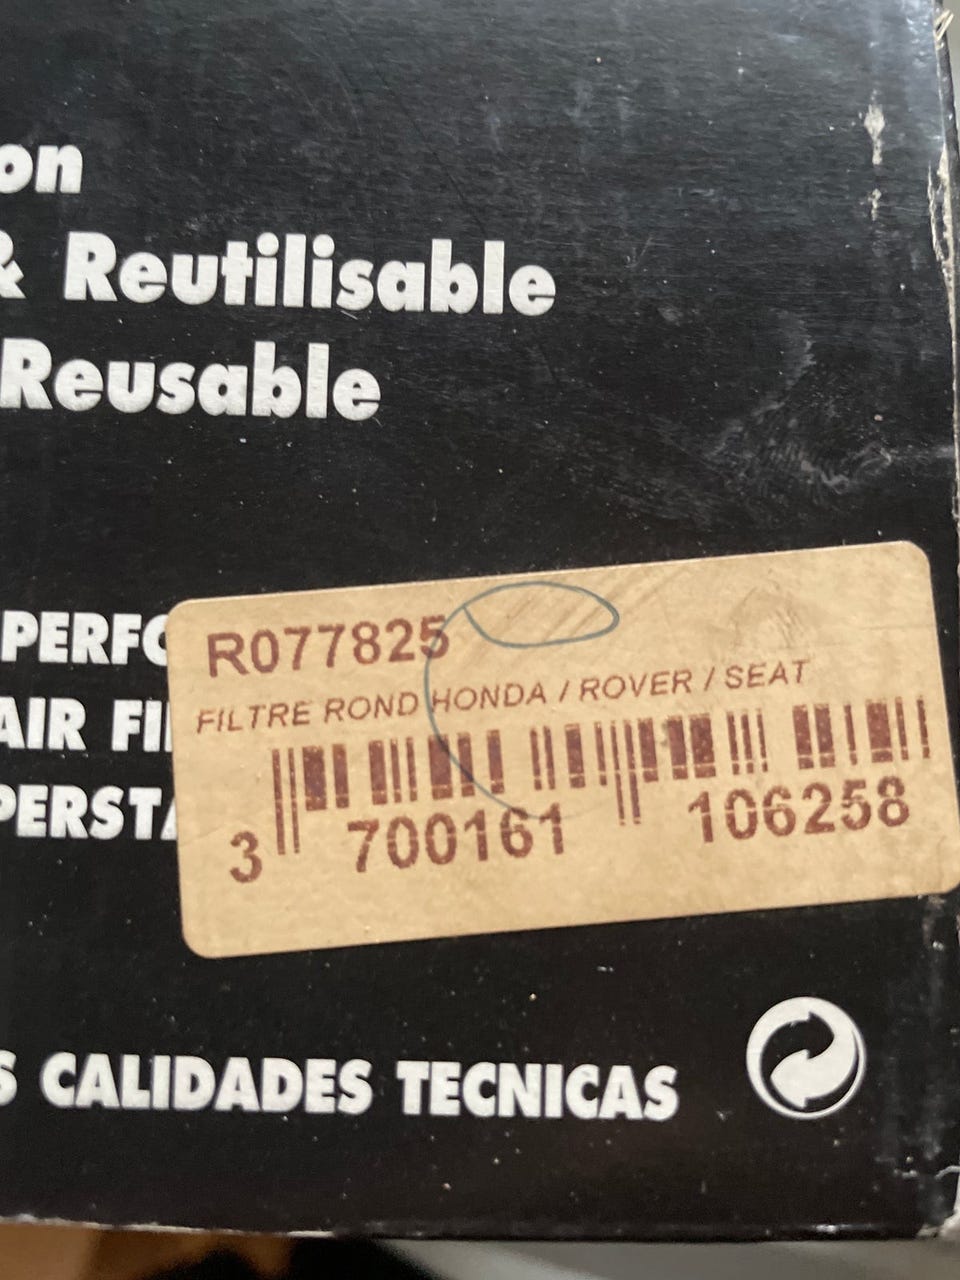 on
& Reutilisable
Reusable
PERFO
AIR FI
PERSTA
R077825
FILTRE ROND HONDA / ROVER / SEAT
3 700161 106258
S CALIDADES TECNICAS